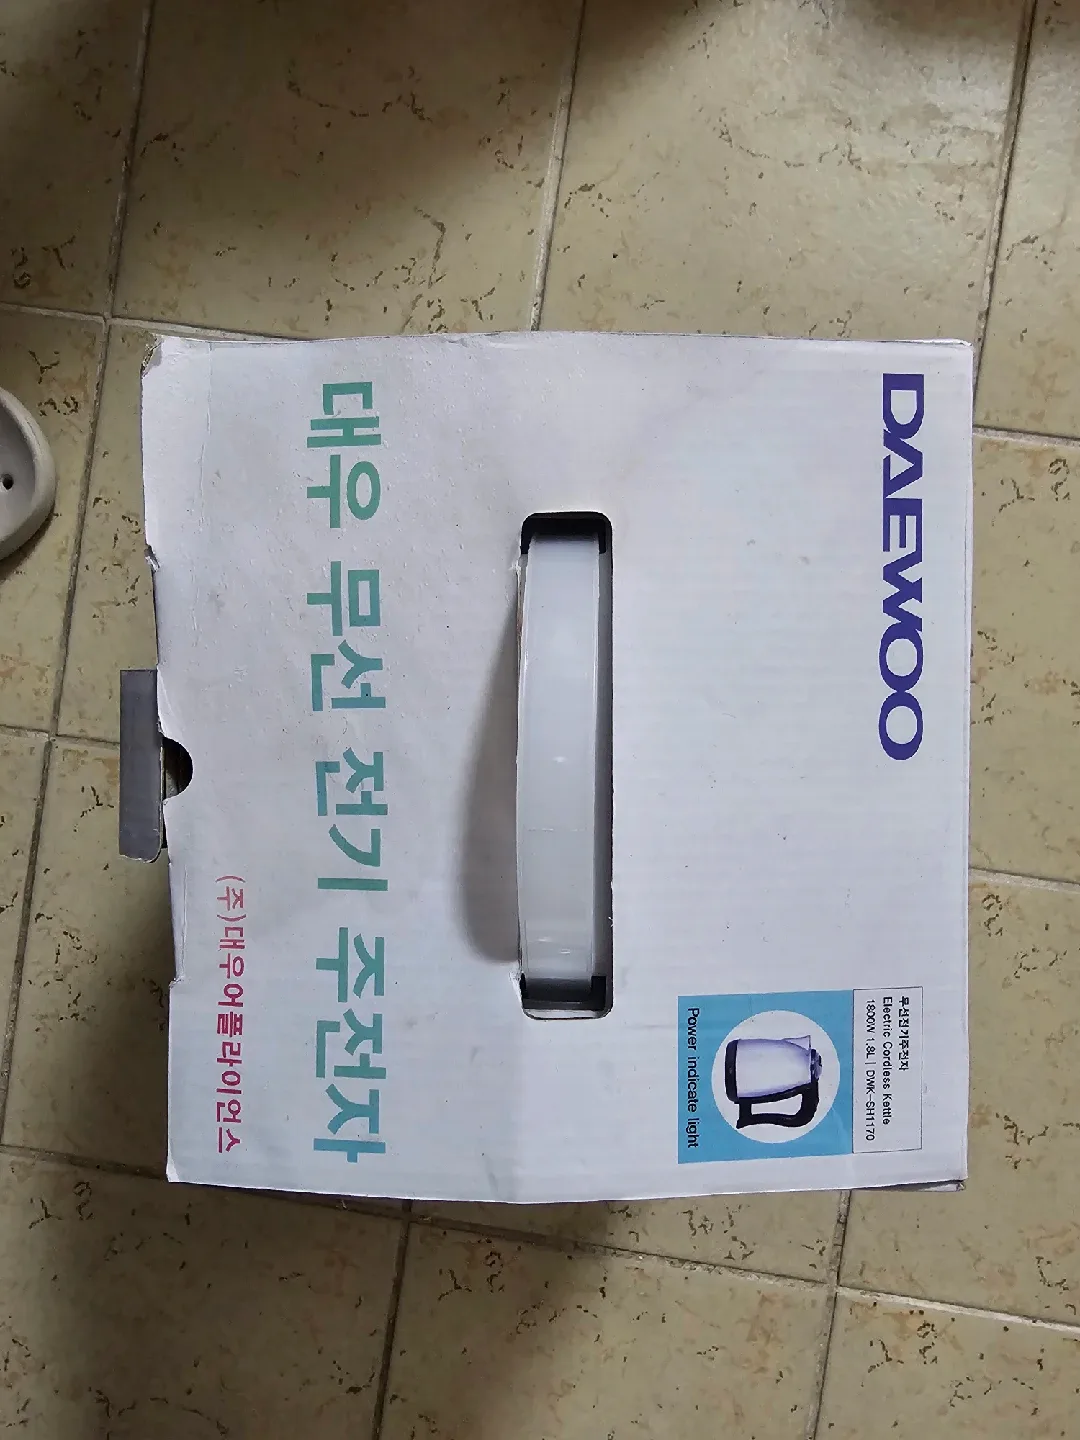 DAEWOO
무선전기주전자
Electric Cordless Kettle
1800W 1.8L | DWK-SH1170
Power indicate light
대우 무선 전기 주전자
(주)대우어플라이언스